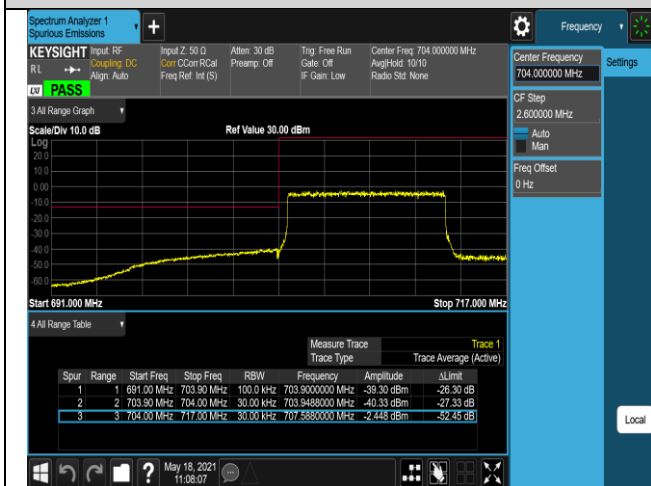 Spectrum Analyzer 1
Spurious Emissions
+
Frequency
KEYSIGHT Input: RF Input Z: 50 Ω Atten: 30 dB Trig: Free Run Center Freq: 704.000000 MHz
RL Coupling: DC Corr CCorr RCal Preamp: Off Gate: Off Avg|Hold: 10/10
Align: Auto Freq Ref: Int (S) IF Gain: Low Radio Std: None
LXI PASS
Center Frequency
704.000000 MHz
Settings
CF Step
2.600000 MHz
Auto
Man
Freq Offset
0 Hz
3 All Range Graph
Scale/Div 10.0 dB Ref Value 30.00 dBm
Log
20.0
10.0
0.00
-10.0
-20.0
-30.0
-40.0
-50.0
-60.0
Start 691.000 MHz Stop 717.000 MHz
4 All Range Table
Measure Trace Trace 1
Trace Type Trace Average (Active)
Spur Range Start Freq Stop Freq RBW Frequency Amplitude ΔLimit
1 1 691.00 MHz 703.90 MHz 100.0 kHz 703.9000000 MHz -39.30 dBm -26.30 dB
2 2 703.90 MHz 704.00 MHz 30.00 kHz 703.9488000 MHz -40.33 dBm -27.33 dB
3 3 704.00 MHz 717.00 MHz 30.00 kHz 707.5880000 MHz -2.448 dBm -52.45 dB
Local
? May 18, 2021
11:08:07